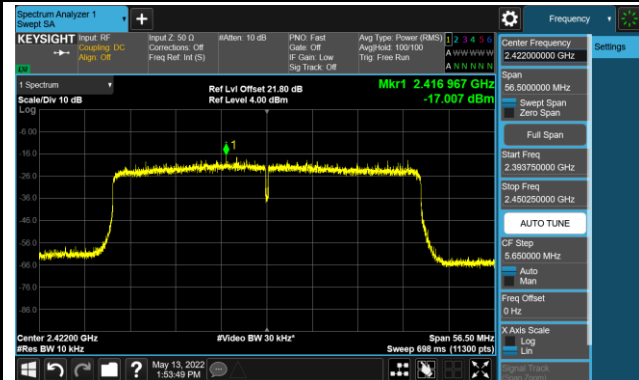 Spectrum Analyzer 1
Swept SA
Frequency
KEYSIGHT
Input: RF
Coupling: DC
Align: Off
Input Z: 50 Ω
Corrections: Off
Freq Ref: Int (S)
#Atten: 10 dB
PNO: Fast
Gate: Off
IF Gain: Low
Sig Track: Off
Avg Type: Power (RMS)
Avg|Hold: 100/100
Trig: Free Run
1 2 3 4 5 6
A W W W W W
A N N N N N
Center Frequency
2.422000000 GHz
Settings
Span
56.5000000 MHz
Swept Span
Zero Span
Full Span
Start Freq
2.393750000 GHz
Stop Freq
2.450250000 GHz
AUTO TUNE
CF Step
5.650000 MHz
Auto
Man
Freq Offset
0 Hz
X Axis Scale
Log
Lin
Signal Track
(Span Zoom)
1 Spectrum
Scale/Div 10 dB
Log
Ref Lvl Offset 21.80 dB
Ref Level 4.00 dBm
Mkr1 2.416 967 GHz
-17.007 dBm
1
-6.00
-16.0
-26.0
-36.0
-46.0
-56.0
-66.0
-76.0
-86.0
Center 2.42200 GHz
#Res BW 10 kHz
#Video BW 30 kHz*
Span 56.50 MHz
Sweep 698 ms (11300 pts)
?
May 13, 2022
1:53:49 PM